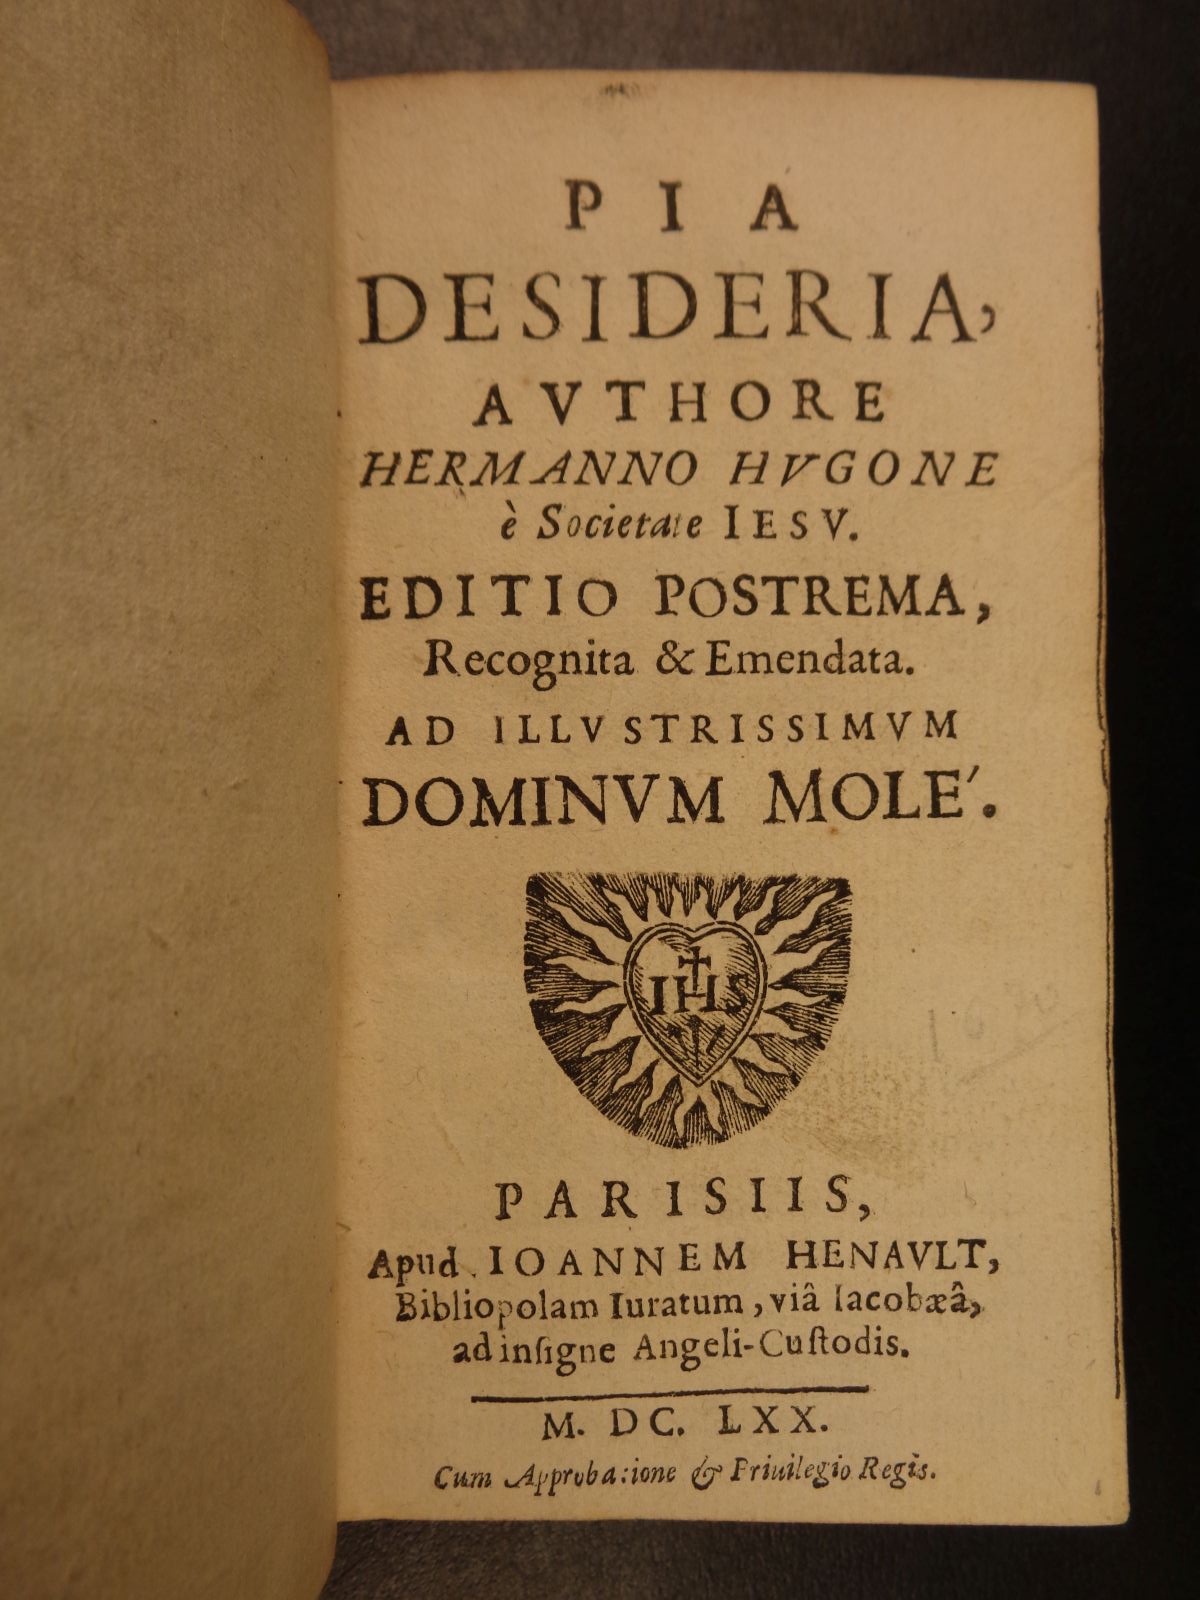 PIA
DESIDERIA,
AVTHORE
HERMANNO HVGONE
è Societate IESV.
EDITIO POSTREMA,
Recognita & Emendata.
AD ILLVSTRISSIMVM
DOMINVM MOLE'.
IHS
PARISIIS,
Apud IOANNEM HENAVLT,
Bibliopolam Iuratum, viâ Iacobæâ,
ad inſigne Angeli-Cuſtodis.
M. DC. LXX.
Cum Approbatione & Priuilegio Regis.